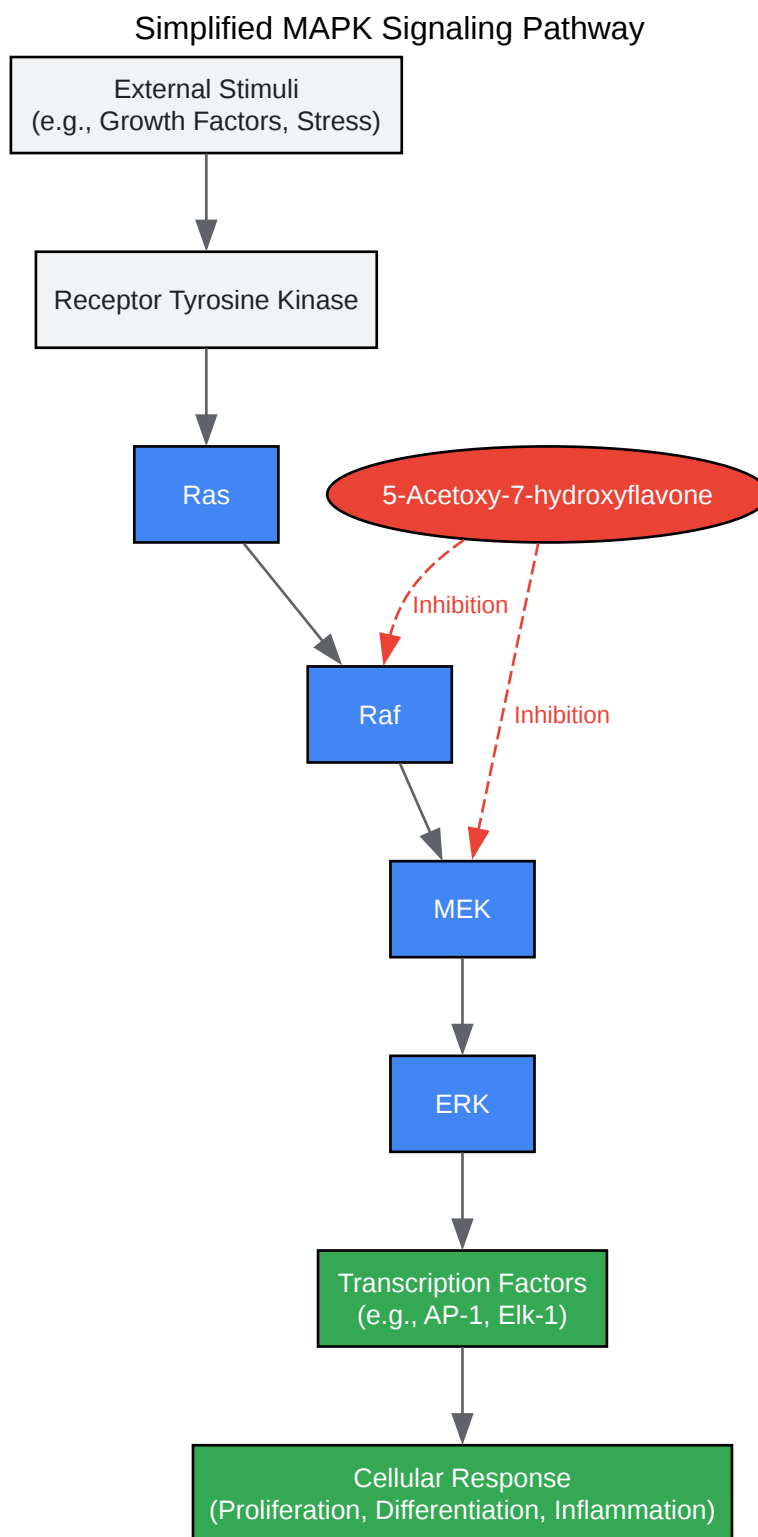 Simplified MAPK Signaling Pathway
External Stimuli
(e.g., Growth Factors, Stress)
Receptor Tyrosine Kinase
Ras
5-Acetoxy-7-hydroxyflavone
Inhibition
Raf
Inhibition
MEK
ERK
Transcription Factors
(e.g., AP-1, Elk-1)
Cellular Response
(Proliferation, Differentiation, Inflammation)